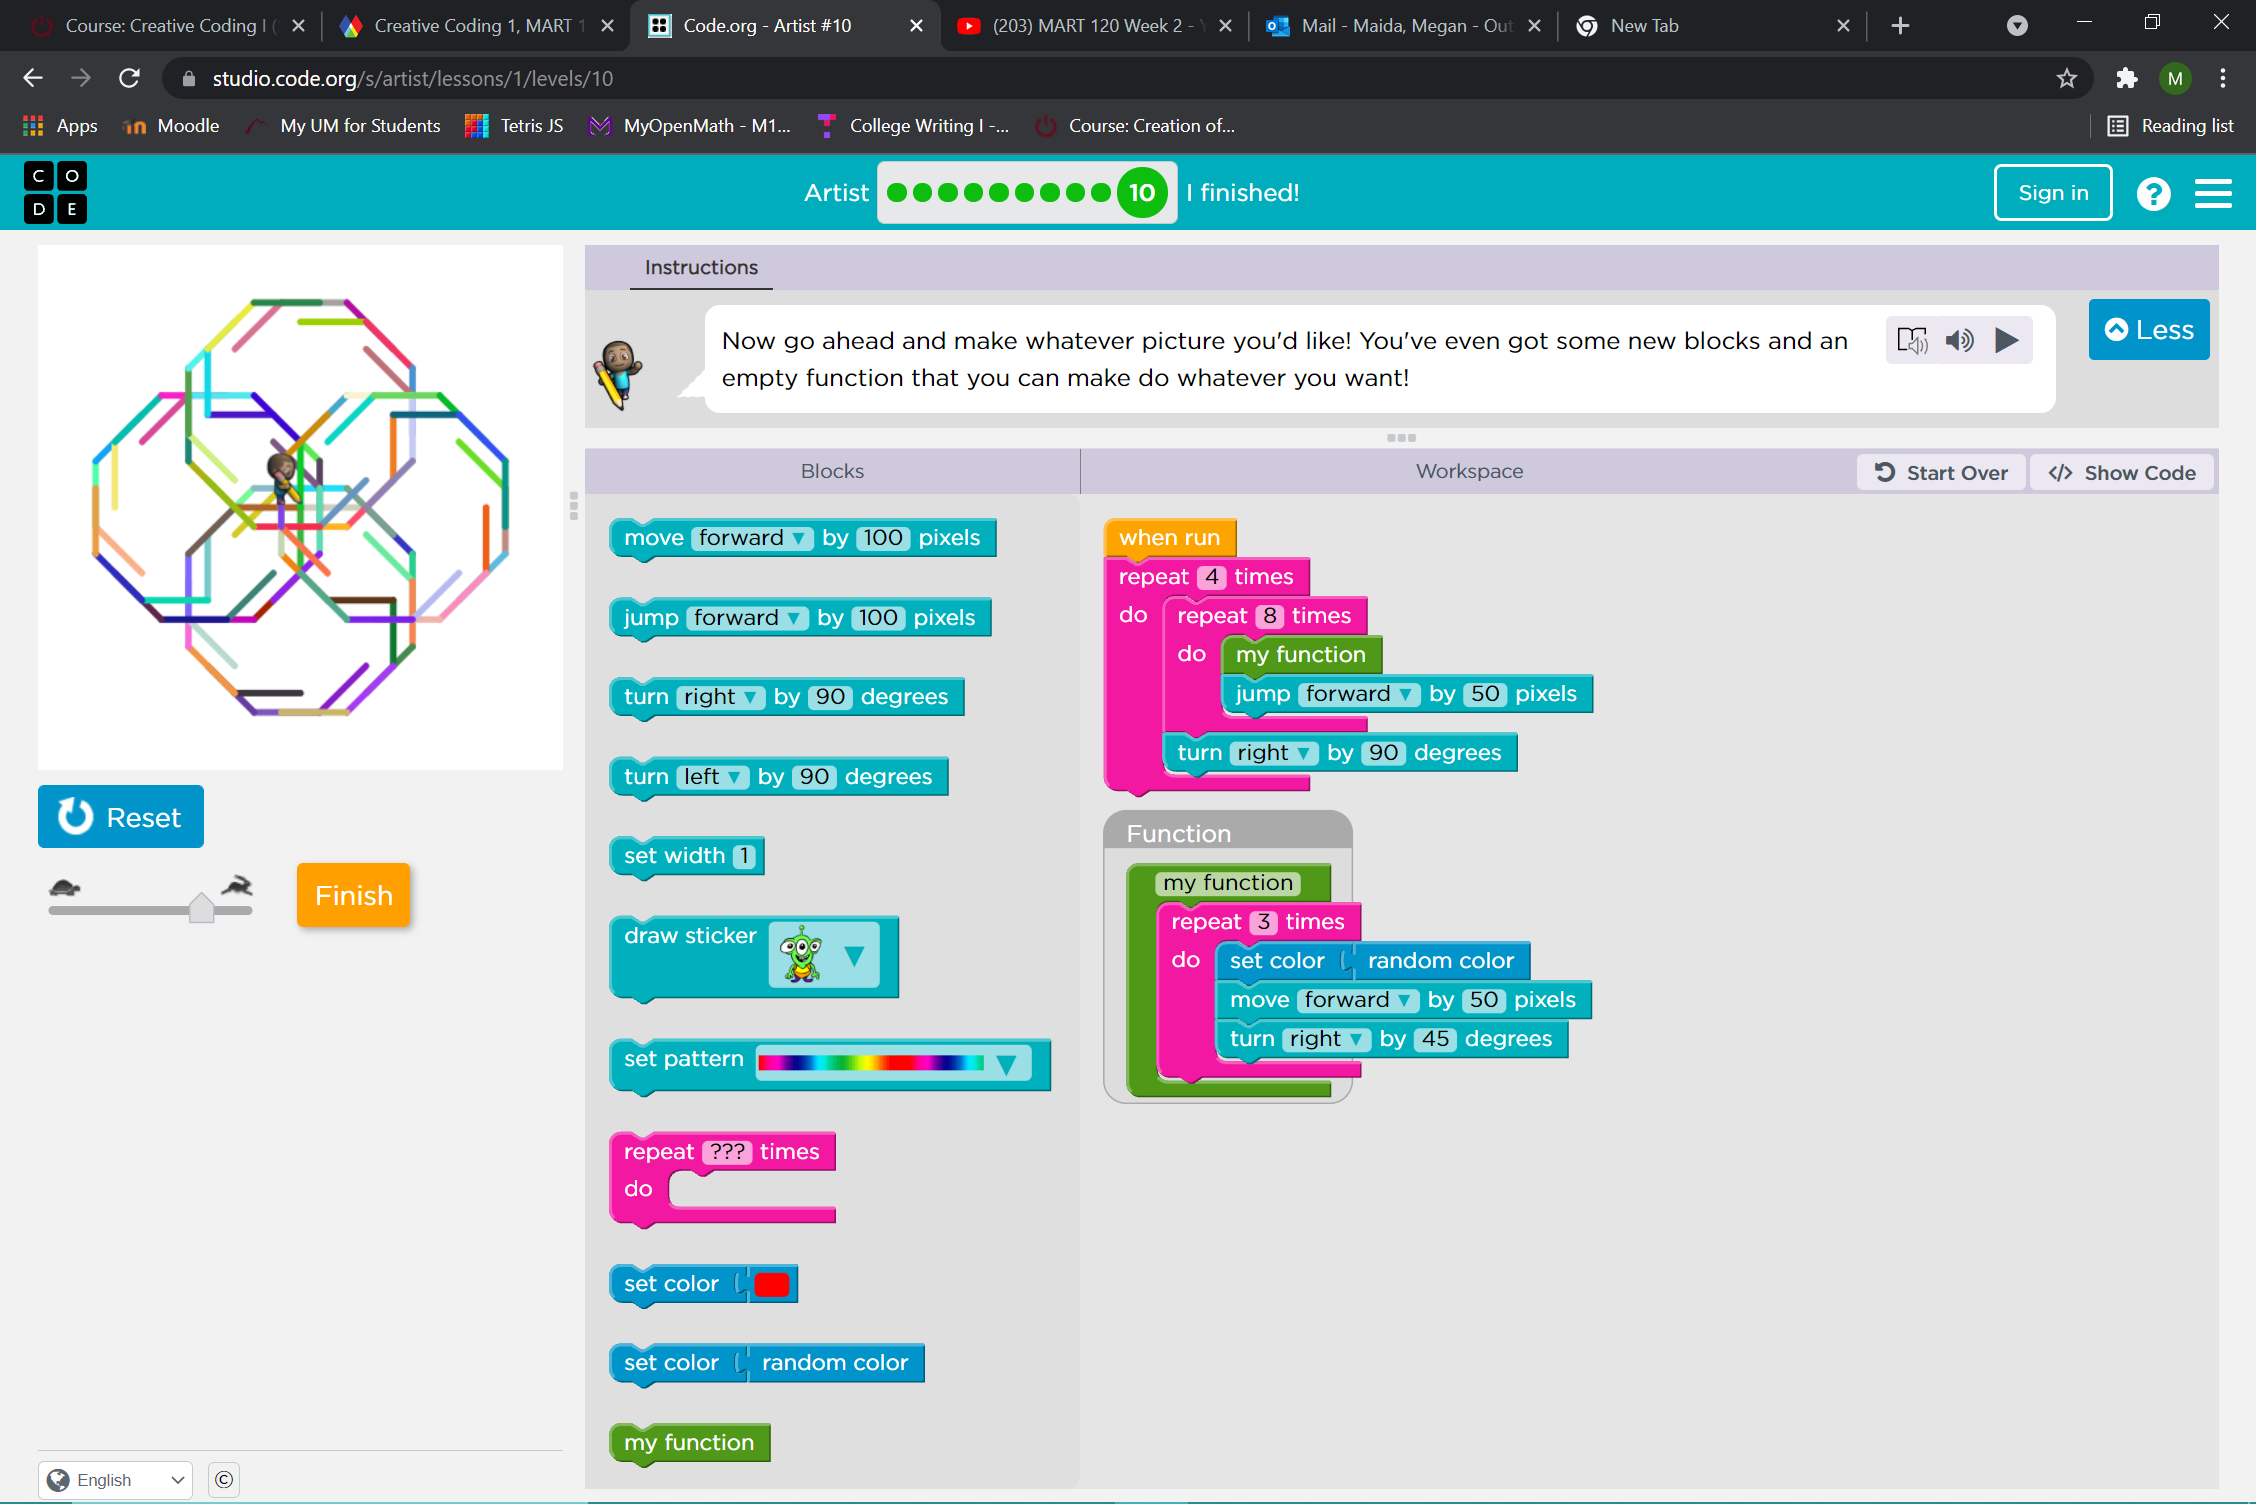 Course: Creative Coding I (
Creative Coding 1, MART 1
Code.org - Artist #10
(203) MART 120 Week 2 -
Mail - Maida, Megan - Out
New Tab
studio.code.org/s/artist/lessons/1/levels/10
M
Apps
Moodle
My UM for Students
Tetris JS
MyOpenMath - M1...
College Writing I -...
Course: Creation of...
Reading list
C O
D E
Artist
10
I finished!
Sign in
?
Instructions
Now go ahead and make whatever picture you'd like! You've even got some new blocks and an
empty function that you can make do whatever you want!
Less
Blocks
Workspace
Start Over
</> Show Code
move forward ▼ by 100 pixels
jump forward ▼ by 100 pixels
turn right ▼ by 90 degrees
turn left ▼ by 90 degrees
set width 1
draw sticker
set pattern
repeat ??? times
do
set color
set color random color
my function
when run
repeat 4 times
do repeat 8 times
do my function
jump forward ▼ by 50 pixels
turn right ▼ by 90 degrees
Function
my function
repeat 3 times
do set color random color
move forward ▼ by 50 pixels
turn right ▼ by 45 degrees
Reset
Finish
English
©